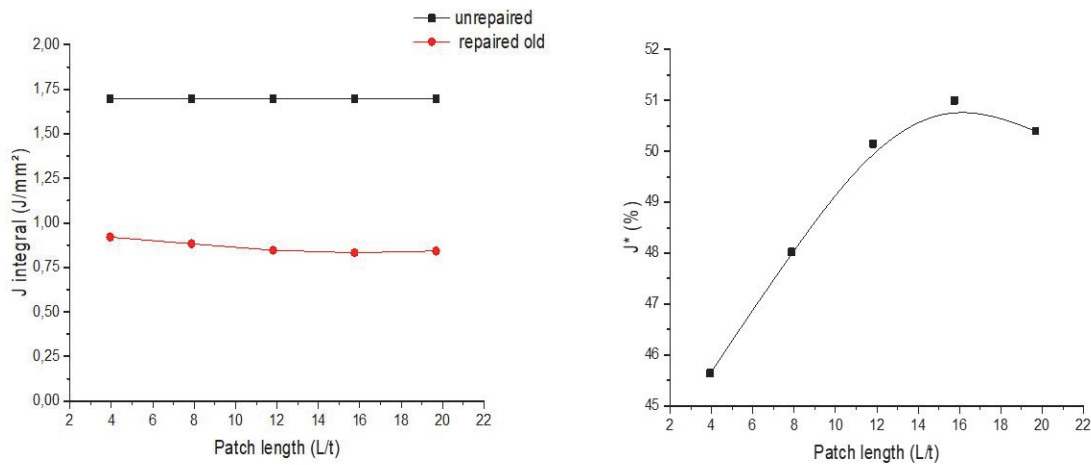 unrepaired
repaired old
2,00
1,75
1,50
1,25
1,00
0,75
0,50
0,25
0,00
J integral (J/mm²)
2 4 6 8 10 12 14 16 18 20 22
Patch length (L/t)
52
51
50
49
48
47
46
45
J* (%)
2 4 6 8 10 12 14 16 18 20 22
Patch length (L/t)